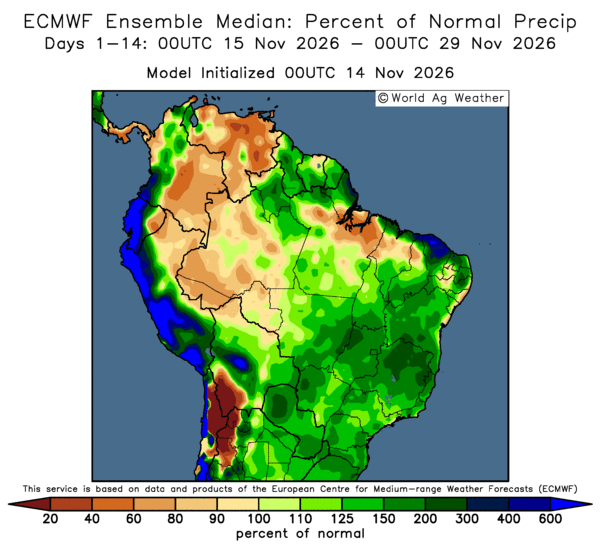 ECMWF Ensemble Median: Percent of Normal Precip
Days 1-14: 00UTC 15 Nov 2026 - 00UTC 29 Nov 2026
Model Initialized 00UTC 14 Nov 2026
© World Ag Weather
This service is based on data and products of the European Centre for Medium-range Weather Forecasts (ECMWF)
20 40 60 80 90 100 110 125 150 200 300 400 600
percent of normal